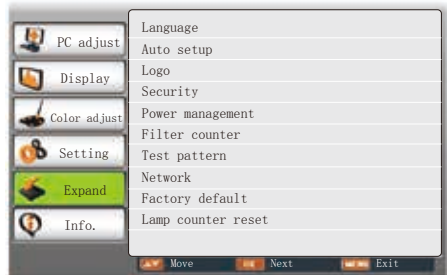 PC adjust
Display
Color adjust
Setting
Expand
Info.
Language
Auto setup
Logo
Security
Power management
Filter counter
Test pattern
Network
Factory default
Lamp counter reset
Move Next Exit